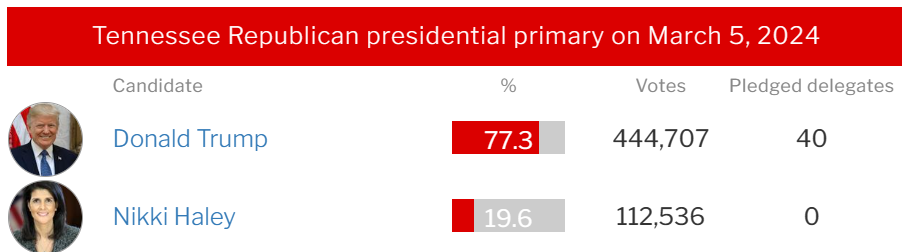 Tennessee Republican presidential primary on March 5, 2024
Candidate % Votes Pledged delegates
Donald Trump 77.3 444,707 40
Nikki Haley 19.6 112,536 0